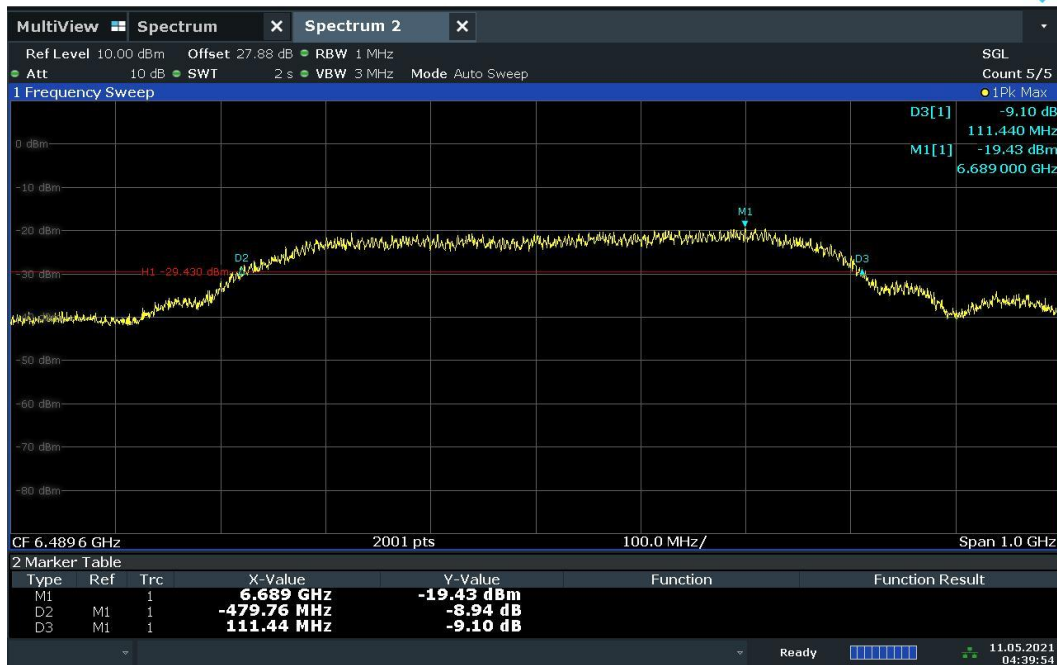 MultiView Spectrum X Spectrum 2 X
Ref Level 10.00 dBm Offset 27.88 dB RBW 1 MHz SGL
Att 10 dB SWT 2 s VBW 3 MHz Mode Auto Sweep Count 5/5
1 Frequency Sweep 1Pk Max
D3[1] -9.10 dB
111.440 MHz
0 dBm
M1[1] -19.43 dBm
6.689000 GHz
-10 dBm
M1
-20 dBm
D2 D3
H1 -29.430 dBm
-30 dBm
-50 dBm
-60 dBm
-70 dBm
-80 dBm
CF 6.4896 GHz 2001 pts 100.0 MHz/ Span 1.0 GHz
2 Marker Table
Type Ref Trc X-Value Y-Value Function Function Result
M1 1 6.689 GHz -19.43 dBm
D2 M1 1 -479.76 MHz -8.94 dB
D3 M1 1 111.44 MHz -9.10 dB
Ready 11.05.2021
04:39:54